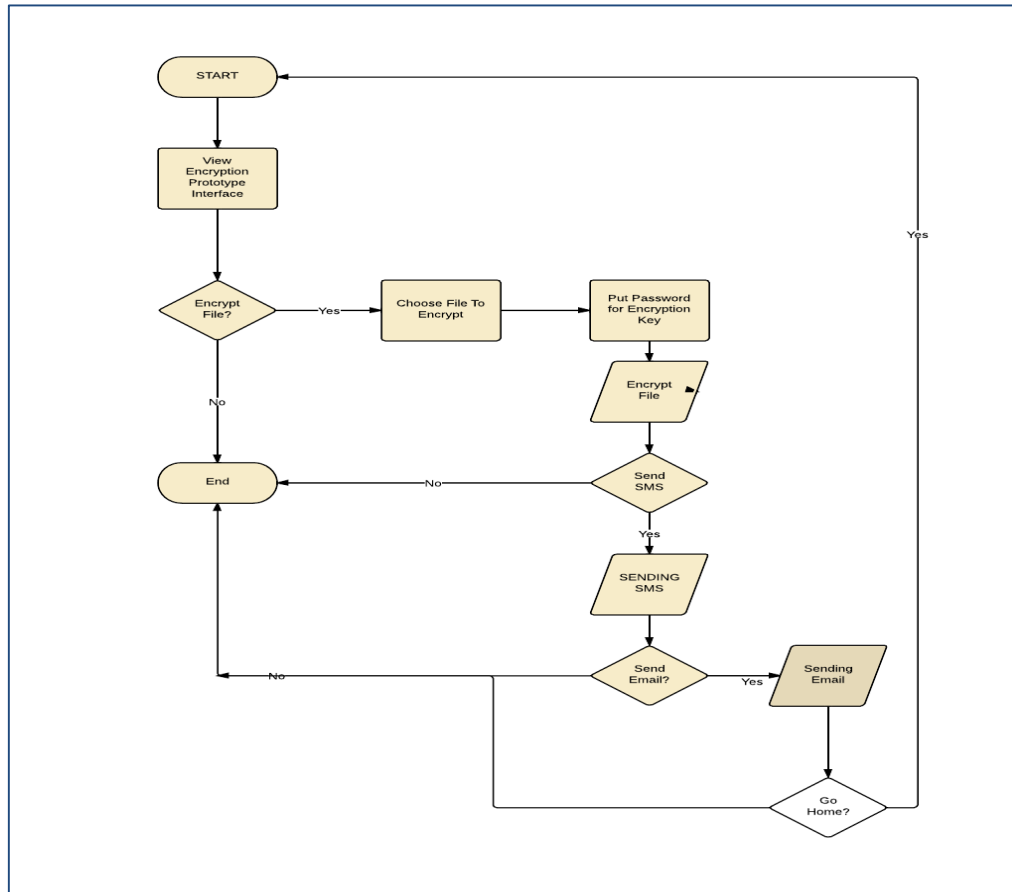 START
View
Encryption
Prototype
Interface
Yes
Encrypt
File?
Yes
Choose File To
Encrypt
Put Password
for Encryption
Key
Encrypt
File
No
End
No
Send
SMS
Yes
SENDING
SMS
No
Send
Email?
Yes
Sending
Email
Go
Home?